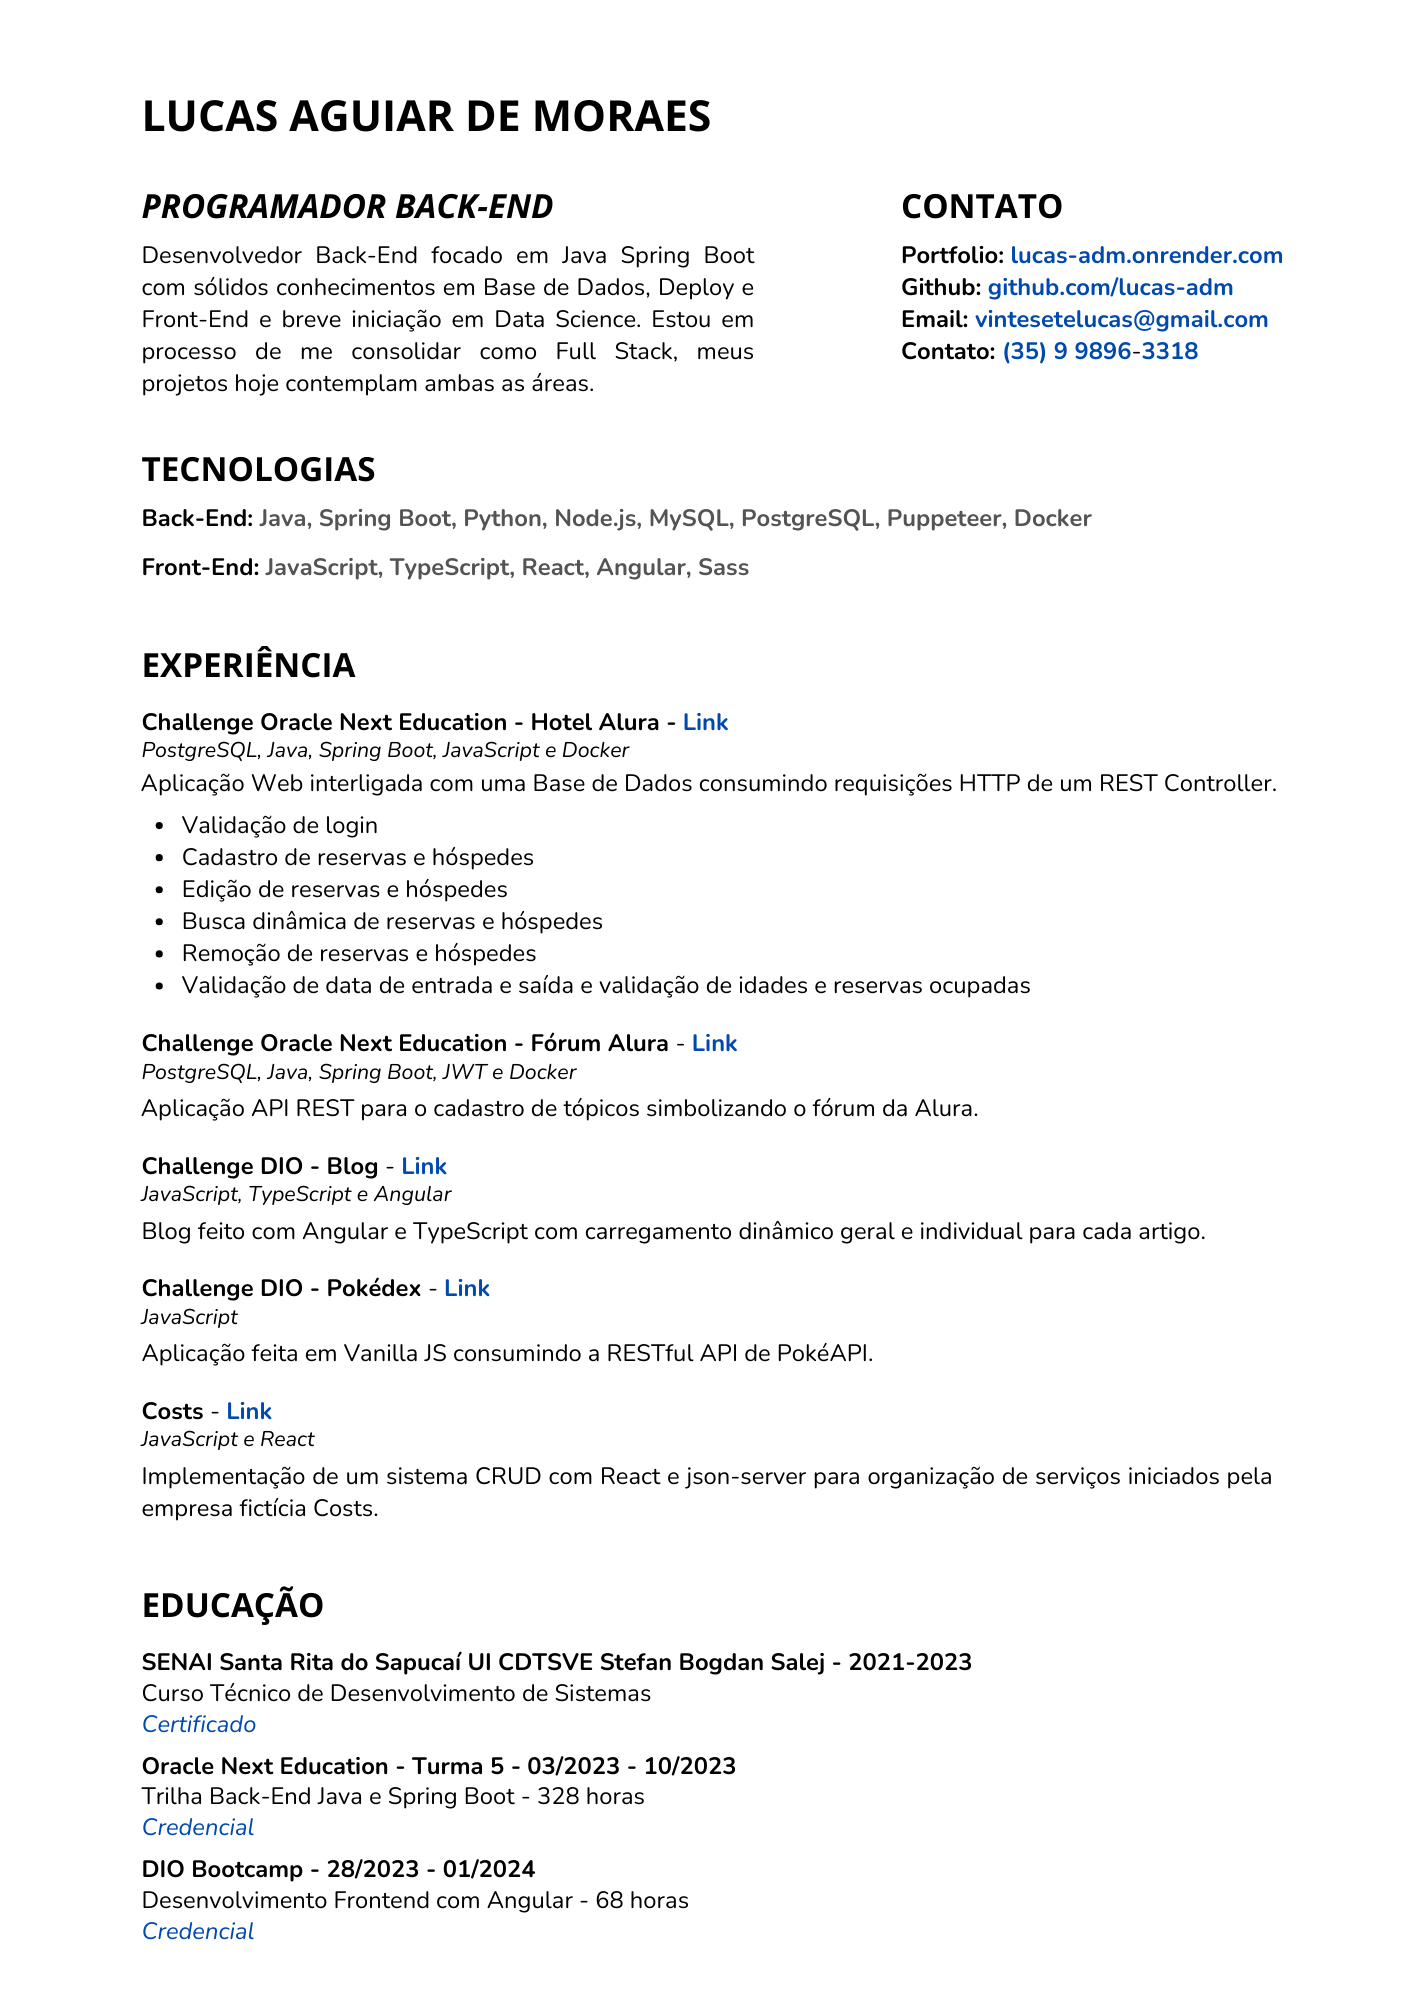 LUCAS AGUIAR DE MORAES
PROGRAMADOR BACK-END
Desenvolvedor Back-End focado em Java Spring Boot
com sólidos conhecimentos em Base de Dados, Deploy e
Front-End e breve iniciação em Data Science. Estou em
processo de me consolidar como Full Stack, meus
projetos hoje contemplam ambas as áreas.
CONTATO
Portfolio: lucas-adm.onrender.com
Github: github.com/lucas-adm
Email: vintesetelucas@gmail.com
Contato: (35) 9 9896-3318
TECNOLOGIAS
Back-End: Java, Spring Boot, Python, Node.js, MySQL, PostgreSQL, Puppeteer, Docker
Front-End: JavaScript, TypeScript, React, Angular, Sass
EXPERIÊNCIA
Challenge Oracle Next Education - Hotel Alura - Link
PostgreSQL, Java, Spring Boot, JavaScript e Docker
Aplicação Web interligada com uma Base de Dados consumindo requisições HTTP de um REST Controller.
• Validação de login
• Cadastro de reservas e hóspedes
• Edição de reservas e hóspedes
• Busca dinâmica de reservas e hóspedes
• Remoção de reservas e hóspedes
• Validação de data de entrada e saída e validação de idades e reservas ocupadas
Challenge Oracle Next Education - Fórum Alura - Link
PostgreSQL, Java, Spring Boot, JWT e Docker
Aplicação API REST para o cadastro de tópicos simbolizando o fórum da Alura.
Challenge DIO - Blog - Link
JavaScript, TypeScript e Angular
Blog feito com Angular e TypeScript com carregamento dinâmico geral e individual para cada artigo.
Challenge DIO - Pokédex - Link
JavaScript
Aplicação feita em Vanilla JS consumindo a RESTful API de PokéAPI.
Costs - Link
JavaScript e React
Implementação de um sistema CRUD com React e json-server para organização de serviços iniciados pela
empresa fictícia Costs.
EDUCAÇÃO
SENAI Santa Rita do Sapucaí UI CDTSVE Stefan Bogdan Salej - 2021-2023
Curso Técnico de Desenvolvimento de Sistemas
Certificado
Oracle Next Education - Turma 5 - 03/2023 - 10/2023
Trilha Back-End Java e Spring Boot - 328 horas
Credencial
DIO Bootcamp - 28/2023 - 01/2024
Desenvolvimento Frontend com Angular - 68 horas
Credencial